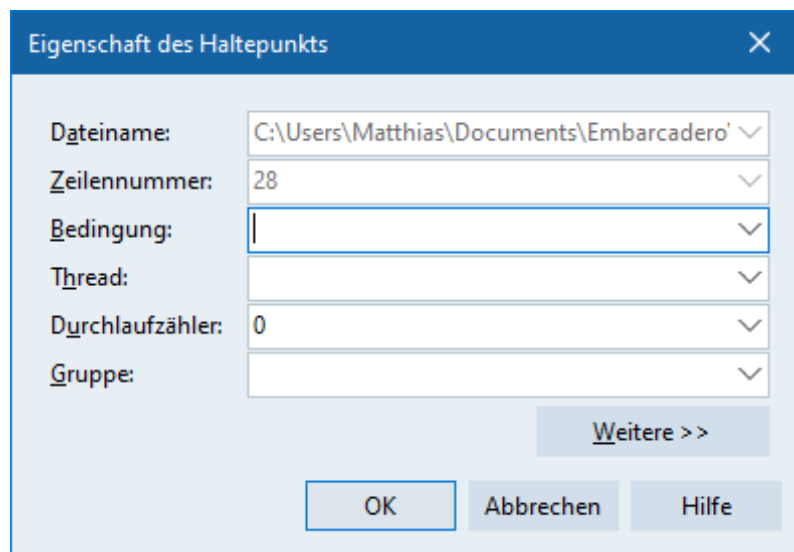 Eigenschaft des Haltepunkts
Dateiname: C:\Users\Matthias\Documents\Embarcadero'
Zeilennummer: 28
Bedingung:
Thread:
Durchlaufzähler: 0
Gruppe:
Weitere >>
OK Abbrechen Hilfe